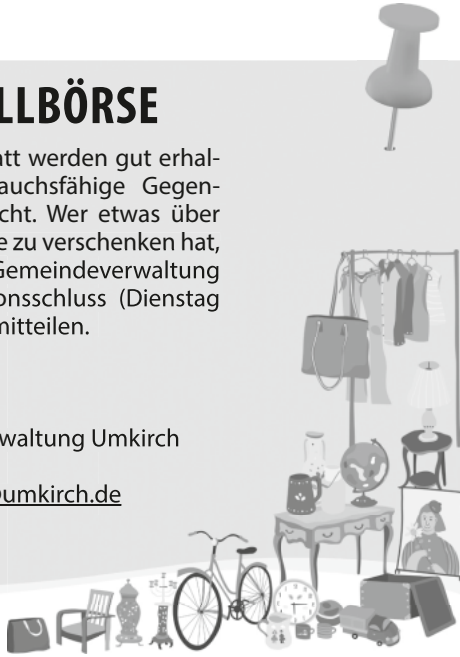 LLBÖRSE
att werden gut erhal-
auchsfähige Gegen-
cht. Wer etwas über
e zu verschenken hat,
Gemeindeverwaltung
onsschluss (Dienstag
mitteilen.
waltung Umkirch
@umkirch.de